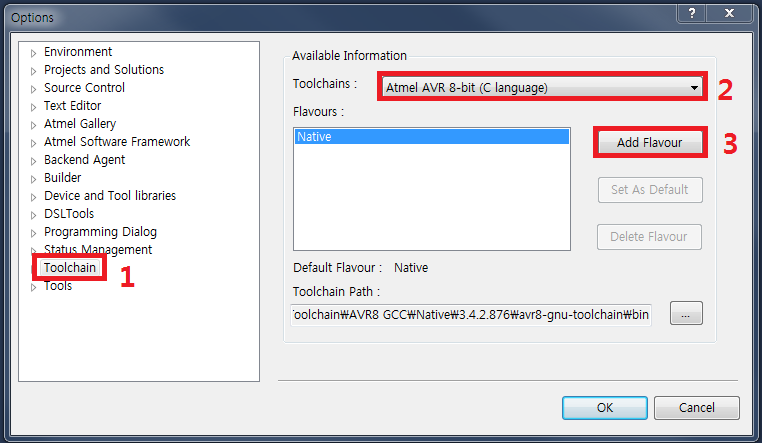 Options
Environment
Projects and Solutions
Source Control
Text Editor
Atmel Gallery
Atmel Software Framework
Backend Agent
Builder
Device and Tool libraries
DSLTools
Programming Dialog
Status Management
Toolchain
1
Tools
Available Information
Toolchains :
Atmel AVR 8-bit (C language)
2
Flavours :
Native
Add Flavour
3
Set As Default
Delete Flavour
Default Flavour : Native
Toolchain Path :
oolchain₩AVR8 GCC₩Native₩3.4.2.876₩avr8-gnu-toolchain₩bin
...
OK
Cancel